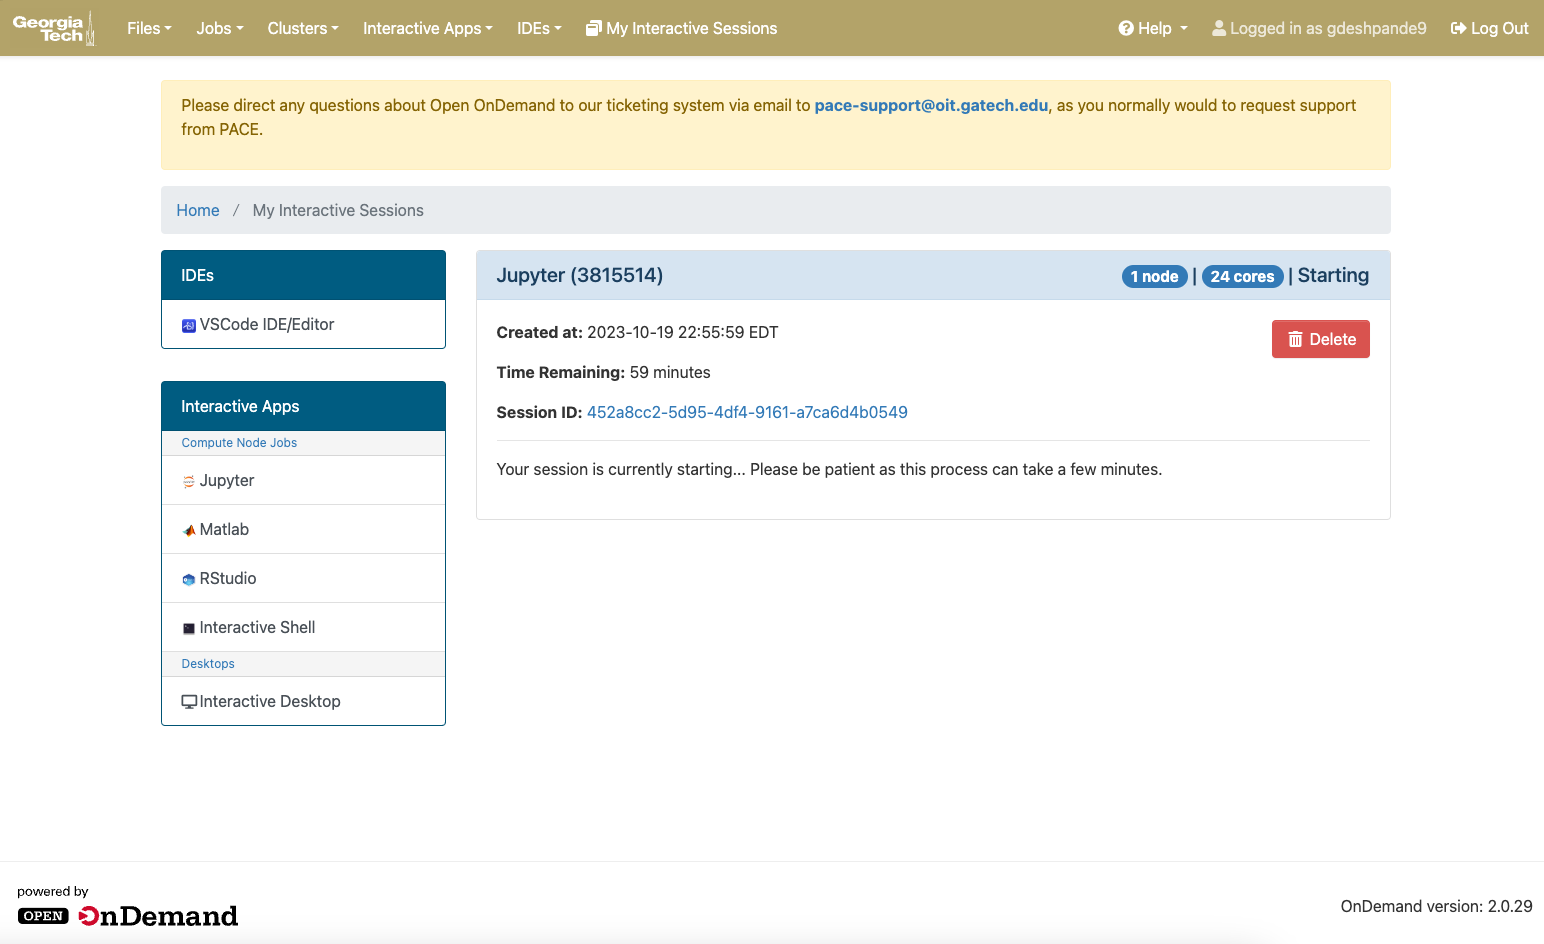 Georgia Tech
Files Jobs Clusters Interactive Apps IDEs My Interactive Sessions Help Logged in as gdeshpande9 Log Out
Please direct any questions about Open OnDemand to our ticketing system via email to pace-support@oit.gatech.edu, as you normally would to request support
from PACE.
Home / My Interactive Sessions
IDEs
VSCode IDE/Editor
Interactive Apps
Compute Node Jobs
Jupyter
Matlab
RStudio
Interactive Shell
Desktops
Interactive Desktop
Jupyter (3815514) 1 node | 24 cores | Starting
Created at: 2023-10-19 22:55:59 EDT
Delete
Time Remaining: 59 minutes
Session ID: 452a8cc2-5d95-4df4-9161-a7ca6d4b0549
Your session is currently starting... Please be patient as this process can take a few minutes.
powered by
OPEN OnDemand
OnDemand version: 2.0.29